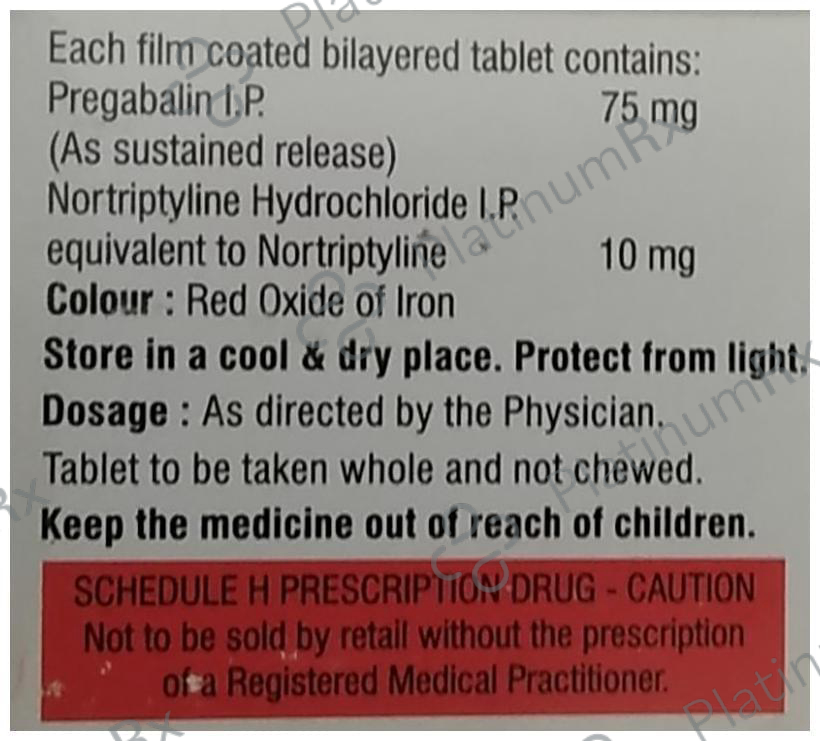 Each film coated bilayered tablet contains:
Pregabalin I.P. 75 mg
(As sustained release)
Nortriptyline Hydrochloride I.P.
equivalent to Nortriptyline 10 mg
Colour : Red Oxide of Iron
Store in a cool & dry place. Protect from light.
Dosage : As directed by the Physician.
Tablet to be taken whole and not chewed.
Keep the medicine out of reach of children.
SCHEDULE H PRESCRIPTION DRUG - CAUTION
Not to be sold by retail without the prescription
of a Registered Medical Practitioner.
PlatinumRx
PlatinumRx